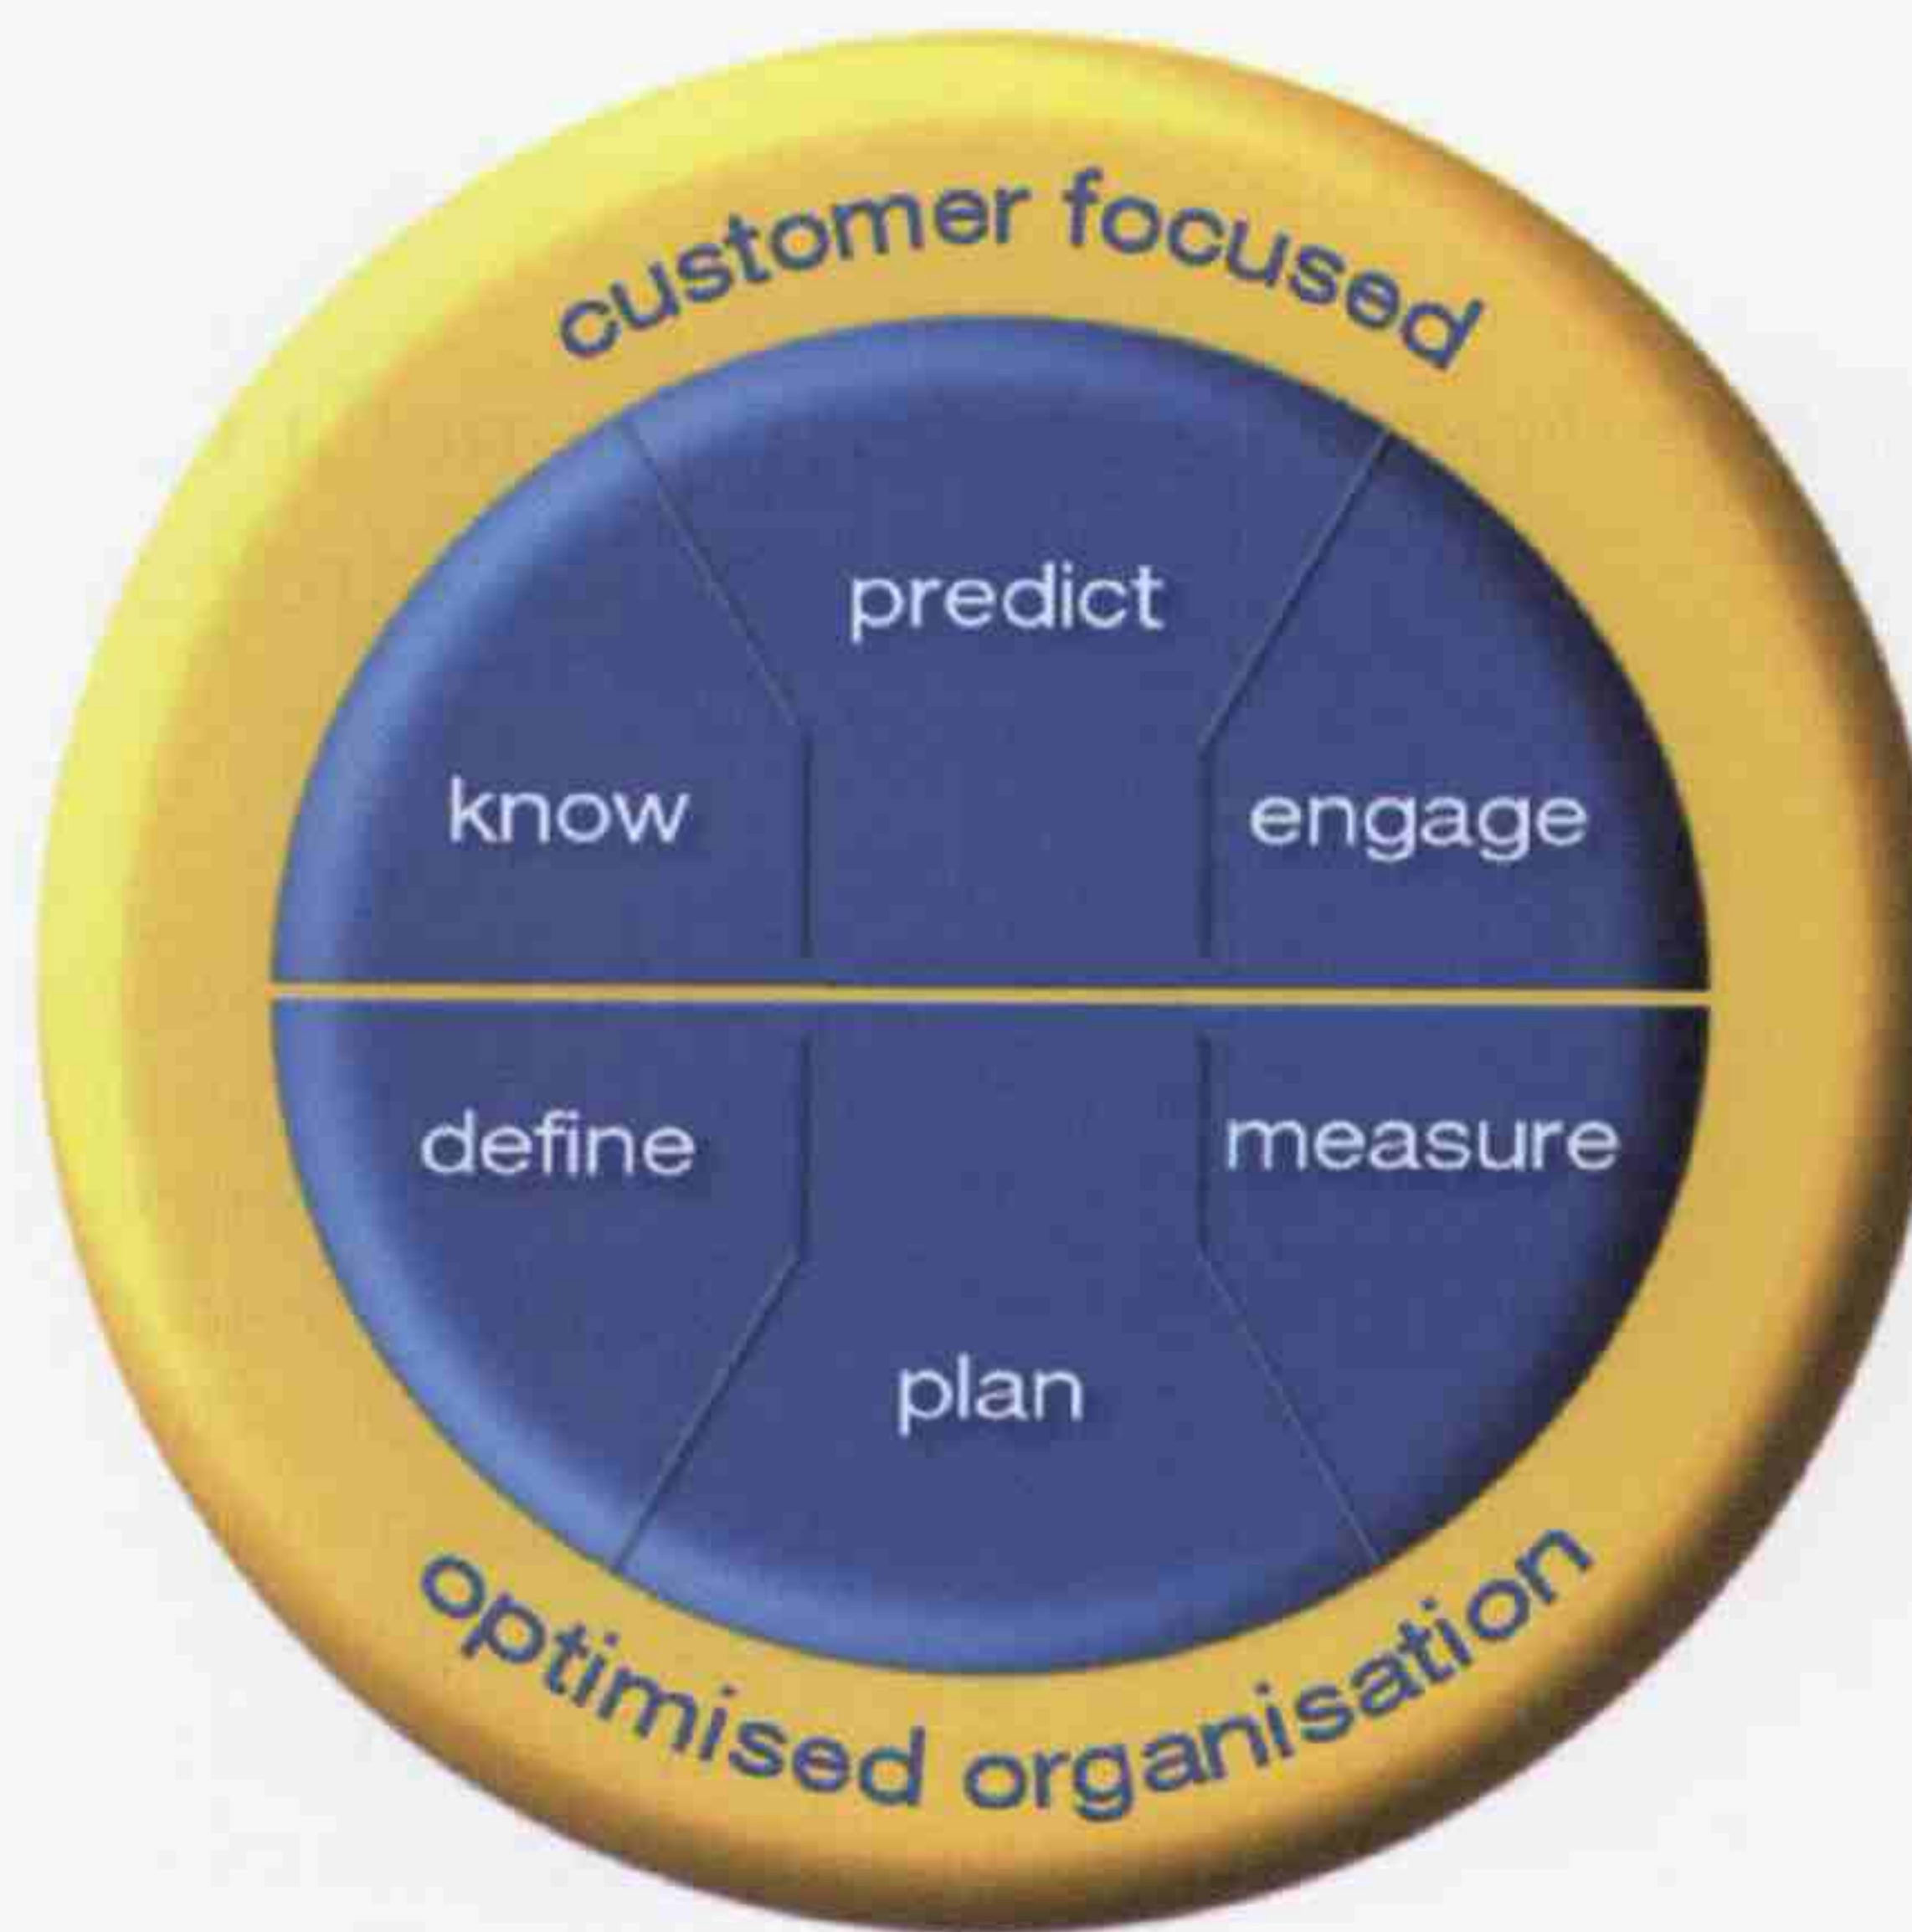 customer focused
predict
know
engage
define
measure
plan
optimised organisation